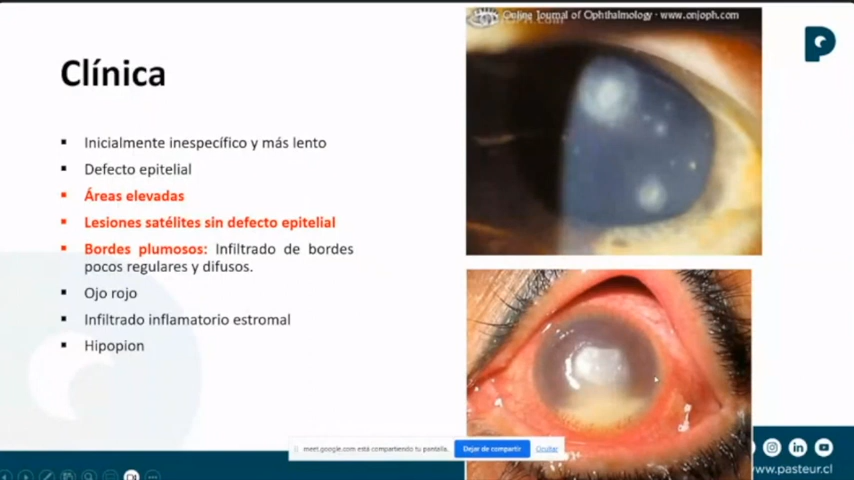 Online Journal of Ophthalmology - www.onjoph.com
Clínica
Inicialmente inespecífico y más lento
Defecto epitelial
Áreas elevadas
Lesiones satélites sin defecto epitelial
Bordes plumosos: Infiltrado de bordes
pocos regulares y difusos.
Ojo rojo
Infiltrado inflamatorio estromal
Hipopion
meet.google.com está compartiendo tu pantalla.
Dejar de compartir
Ocultar
www.pasteur.cl